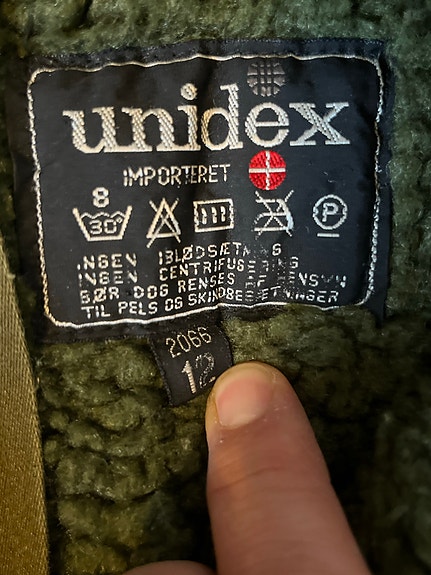 unidex
IMPORTERET
8
30°
P
INGEN IBLØDSÆTNING
INGEN CENTRIFUGERING
BØR DOG RENSES AF HENSYN
TIL PELS OG SKINDBESÆTNINGER
2066
12